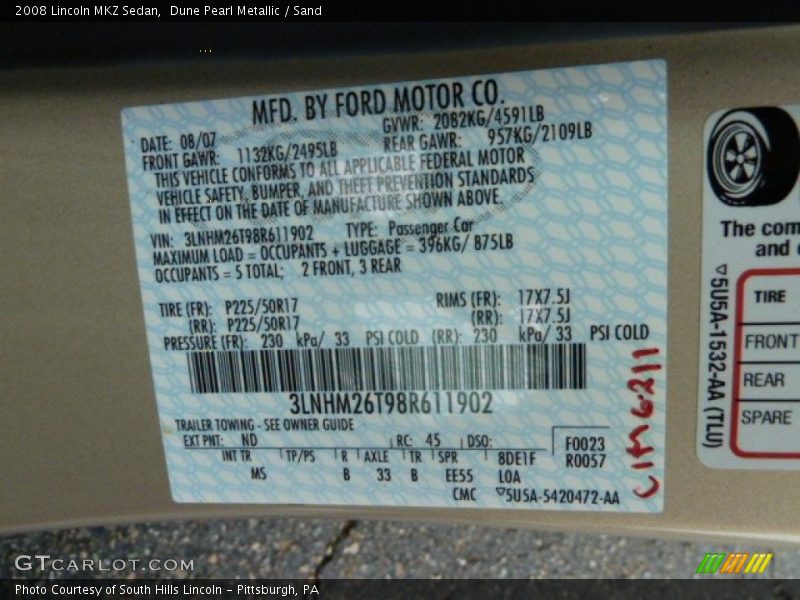 2008 Lincoln MKZ Sedan,  Dune Pearl Metallic / Sand
MFD. BY FORD MOTOR CO.
DATE: 08/07 GVWR: 2082KG/4591LB
FRONT GAWR: 1132KG/2495LB REAR GAWR: 957KG/2109LB
THIS VEHICLE CONFORMS TO ALL APPLICABLE FEDERAL MOTOR
VEHICLE SAFETY, BUMPER, AND THEFT PREVENTION STANDARDS
IN EFFECT ON THE DATE OF MANUFACTURE SHOWN ABOVE.
VIN: 3LNHM26T98R611902 TYPE: Passenger Car
MAXIMUM LOAD = OCCUPANTS + LUGGAGE = 396KG/ 875LB
OCCUPANTS = 5 TOTAL; 2 FRONT, 3 REAR
TIRE (FR): P225/50R17 RIMS (FR): 17X7.5J
(RR): P225/50R17 (RR): 17X7.5J
PRESSURE (FR): 230 kPa/ 33 PSI COLD (RR): 230 kPa/ 33 PSI COLD
3LNHM26T98R611902
TRAILER TOWING - SEE OWNER GUIDE
EXT PNT: ND RC: 45 DSO: F0023
INT TR TP/PS R AXLE TR SPR 8DE1F R0057
MS B 33 B EE55 LOA
CMC 5U5A-5420472-AA
The com
and
5U5A-1532-AA (TLU)
TIRE
FRONT
REAR
SPARE
GTCARLOT.COM
Photo Courtesy of South Hills Lincoln - Pittsburgh, PA